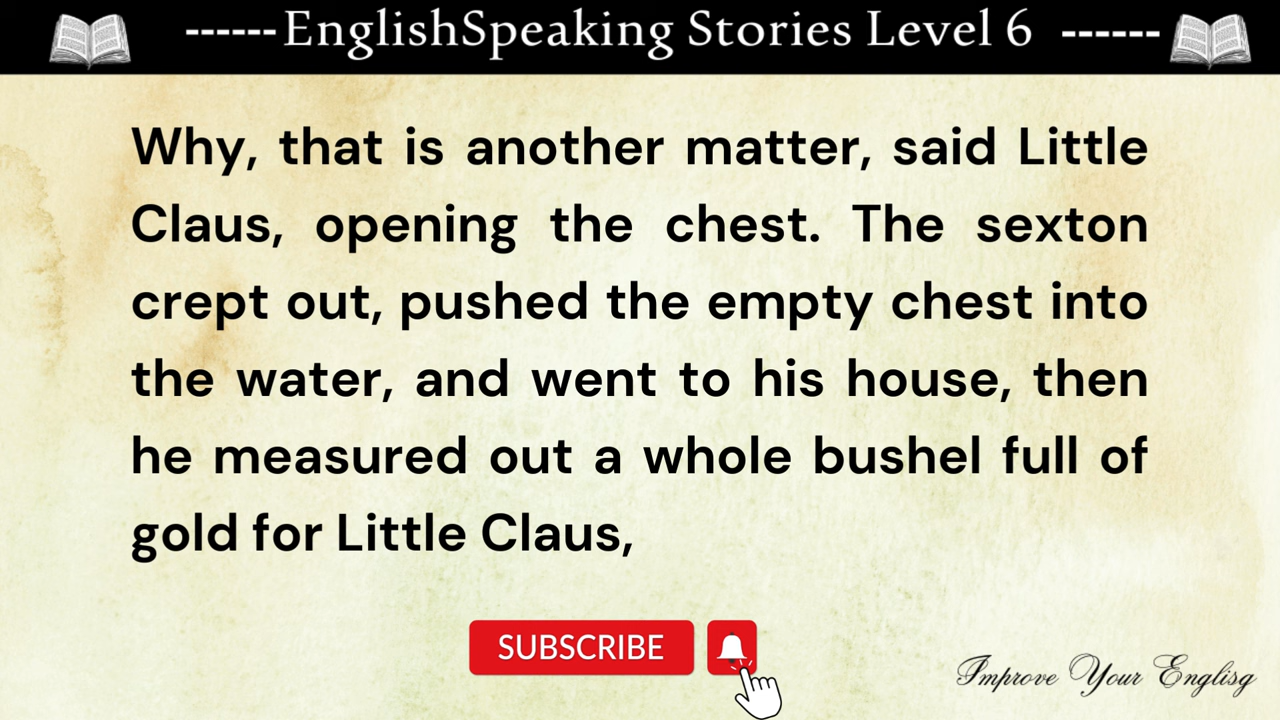 ------EnglishSpeaking Stories Level 6 ------
Why, that is another matter, said Little
Claus, opening the chest. The sexton
crept out, pushed the empty chest into
the water, and went to his house, then
he measured out a whole bushel full of
gold for Little Claus,
SUBSCRIBE
Improve Your Englisg